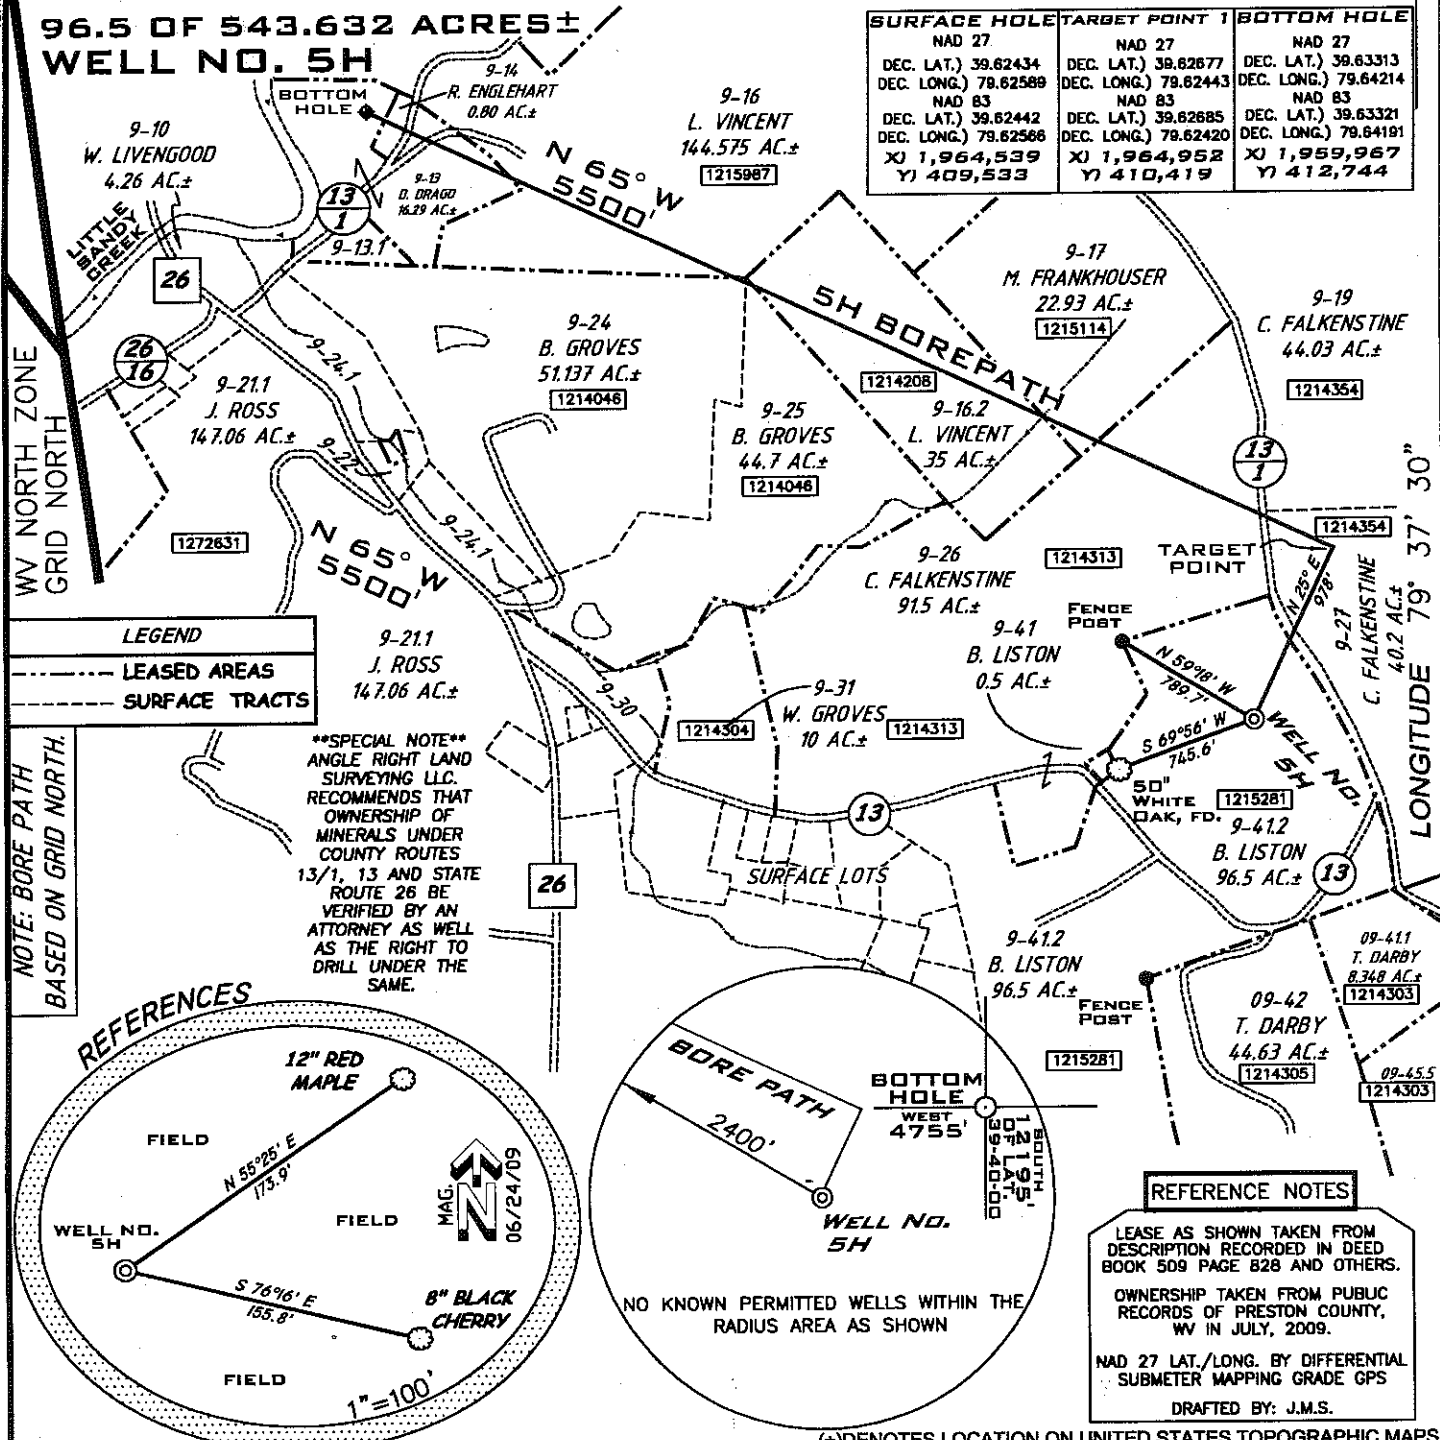 96.5 OF 543.632 ACRES±
WELL NO. 5H
SURFACE HOLE
NAD 27
DEC. LAT.) 39.62434
DEC. LONG.) 79.62589
NAD 83
DEC. LAT.) 39.62442
DEC. LONG.) 79.62566
X) 1,964,539
Y) 409,533
TARGET POINT 1
NAD 27
DEC. LAT.) 39.62677
DEC. LONG.) 79.62443
NAD 83
DEC. LAT.) 39.62685
DEC. LONG.) 79.62420
X) 1,964,952
Y) 410,419
BOTTOM HOLE
NAD 27
DEC. LAT.) 39.63313
DEC. LONG.) 79.64214
NAD 83
DEC. LAT.) 39.63321
DEC. LONG.) 79.64191
X) 1,959,967
Y) 412,744
9-14
R. ENGLEHART
0.80 AC.±
BOTTOM
HOLE
9-10
W. LIVENGOOD
4.26 AC.±
9-16
L. VINCENT
144.575 AC.±
1215987
N 65° W
5500'
9-13
D. DRAGO
16.29 AC.±
13
1
9-13.1
LITTLE
SANDY
CREEK
26
9-17
M. FRANKHOUSER
22.93 AC.±
1215114
9-19
C. FALKENSTINE
44.03 AC.±
1214354
5H BOREPATH
9-24
B. GROVES
51.137 AC.±
1214046
26
16
9-24.1
9-21.1
J. ROSS
147.06 AC.±
1214208
9-25
B. GROVES
44.7 AC.±
1214046
9-16.2
L. VINCENT
35 AC.±
9-22
13
1
WV NORTH ZONE
GRID NORTH
1272631
N 65° W
5500'
9-24.1
9-26
C. FALKENSTINE
91.5 AC.±
1214313
TARGET
POINT
1214354
N 25° E
978'
9-27
C. FALKENSTINE
40.2 AC.±
LONGITUDE 79° 37' 30"
LEGEND
LEASED AREAS
SURFACE TRACTS
9-21.1
J. ROSS
147.06 AC.±
FENCE
POST
9-41
B. LISTON
0.5 AC.±
N 59°18' W
789.7'
S 69°56' W
745.6'
WELL NO.
5H
9-30
9-31
W. GROVES
10 AC.±
1214304
1214313
50"
WHITE
OAK, FD.
1215281
9-41.2
B. LISTON
96.5 AC.±
13
13
NOTE: BORE PATH
BASED ON GRID NORTH.
**SPECIAL NOTE**
ANGLE RIGHT LAND
SURVEYING LLC.
RECOMMENDS THAT
OWNERSHIP OF
MINERALS UNDER
COUNTY ROUTES
13/1, 13 AND STATE
ROUTE 26 BE
VERIFIED BY AN
ATTORNEY AS WELL
AS THE RIGHT TO
DRILL UNDER THE
SAME.
26
SURFACE LOTS
9-41.2
B. LISTON
96.5 AC.±
FENCE
POST
1215281
09-41.1
T. DARBY
8.348 AC.±
1214303
09-42
T. DARBY
44.63 AC.±
1214305
09-45.5
1214303
REFERENCES
12" RED
MAPLE
FIELD
N 55°25' E
173.9'
WELL NO.
5H
FIELD
MAG.
N
06/24/09
S 76°16' E
155.8'
8" BLACK
CHERRY
FIELD
1"=100'
BORE PATH
2400'
WELL NO.
5H
BOTTOM
HOLE
WEST
4755'
SOUTH
12195'
OF LAT.
39-40-00
NO KNOWN PERMITTED WELLS WITHIN THE
RADIUS AREA AS SHOWN
REFERENCE NOTES
LEASE AS SHOWN TAKEN FROM
DESCRIPTION RECORDED IN DEED
BOOK 509 PAGE 828 AND OTHERS.
OWNERSHIP TAKEN FROM PUBLIC
RECORDS OF PRESTON COUNTY,
WV IN JULY, 2009.
NAD 27 LAT./LONG. BY DIFFERENTIAL
SUBMETER MAPPING GRADE GPS
DRAFTED BY: J.M.S.
(+)DENOTES LOCATION ON UNITED STATES TOPOGRAPHIC MAPS